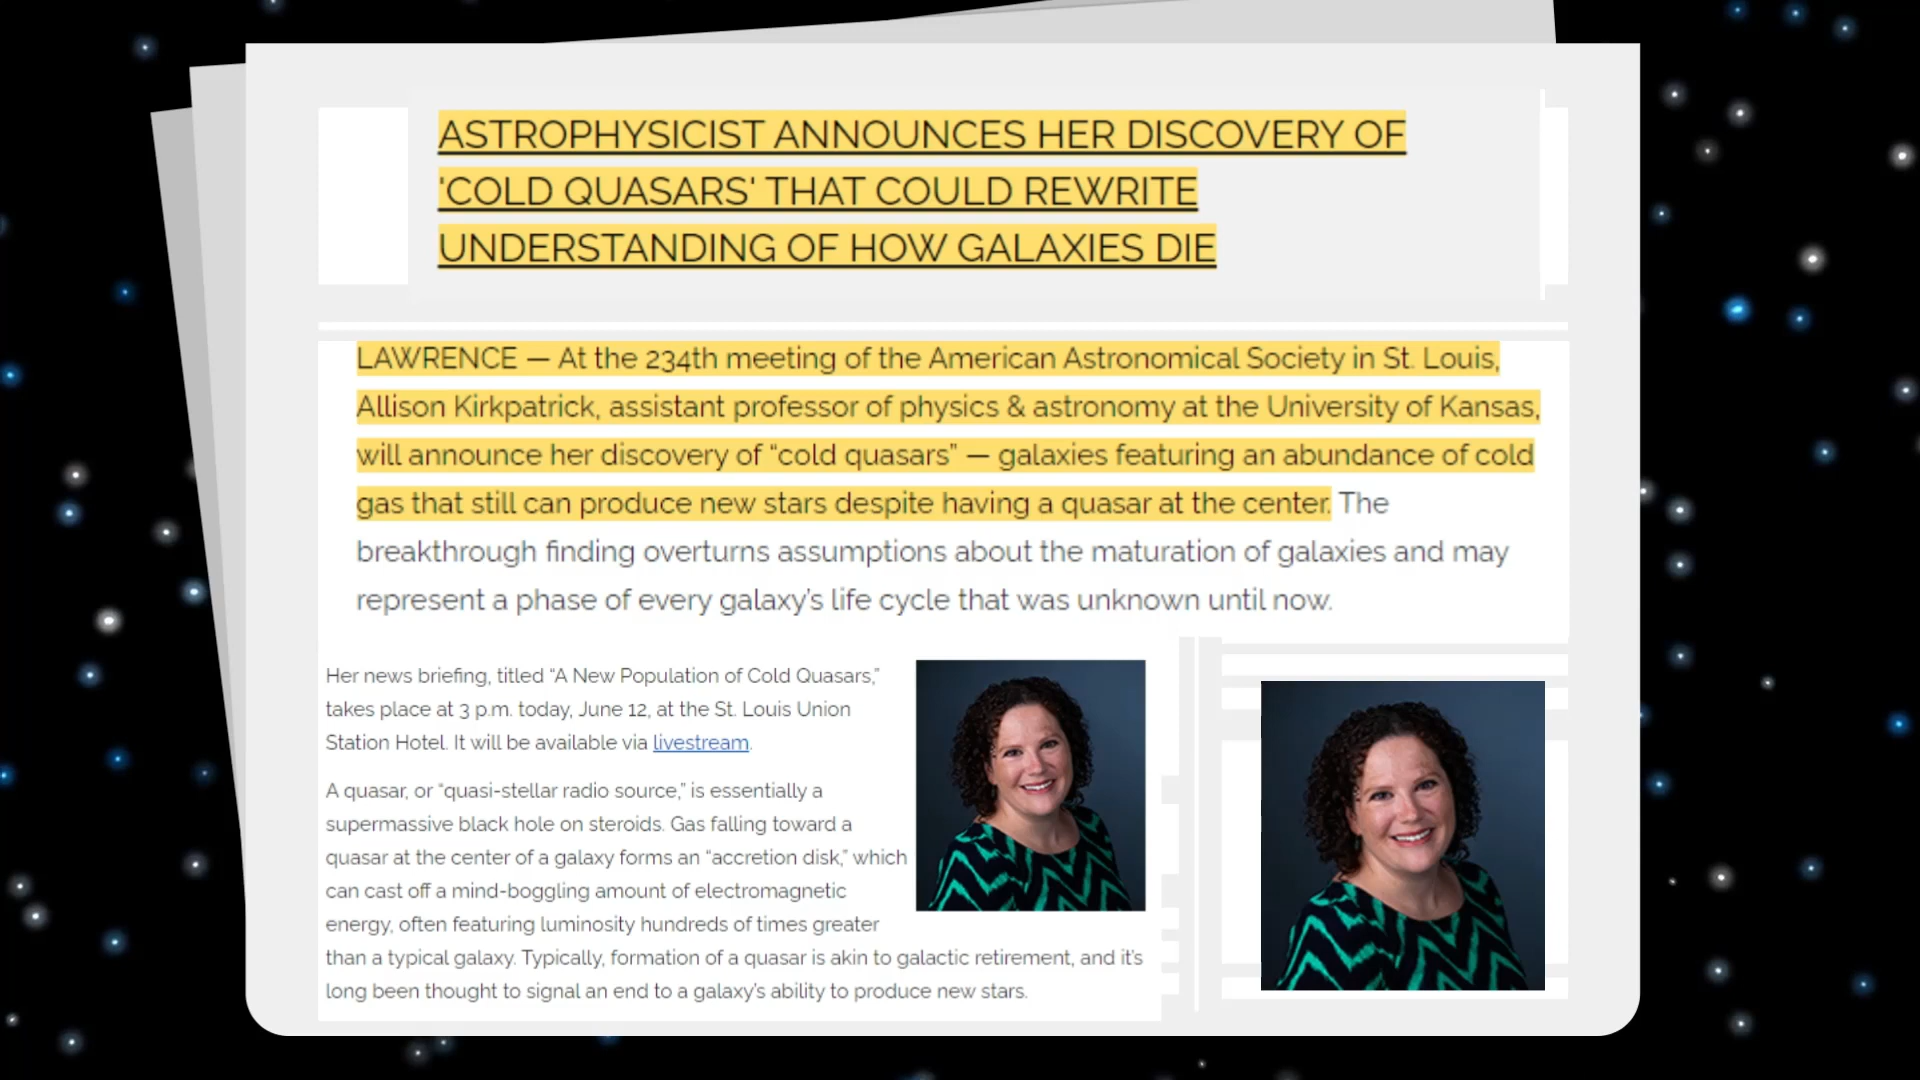 ASTROPHYSICIST ANNOUNCES HER DISCOVERY OF
'COLD QUASARS' THAT COULD REWRITE
UNDERSTANDING OF HOW GALAXIES DIE
LAWRENCE — At the 234th meeting of the American Astronomical Society in St. Louis,
Allison Kirkpatrick, assistant professor of physics & astronomy at the University of Kansas,
will announce her discovery of “cold quasars” — galaxies featuring an abundance of cold
gas that still can produce new stars despite having a quasar at the center. The
breakthrough finding overturns assumptions about the maturation of galaxies and may
represent a phase of every galaxy’s life cycle that was unknown until now.
Her news briefing, titled “A New Population of Cold Quasars,”
takes place at 3 p.m. today, June 12, at the St. Louis Union
Station Hotel. It will be available via livestream.
A quasar, or “quasi-stellar radio source,” is essentially a
supermassive black hole on steroids. Gas falling toward a
quasar at the center of a galaxy forms an “accretion disk,” which
can cast off a mind-boggling amount of electromagnetic
energy, often featuring luminosity hundreds of times greater
than a typical galaxy. Typically, formation of a quasar is akin to galactic retirement, and it’s
long been thought to signal an end to a galaxy’s ability to produce new stars.